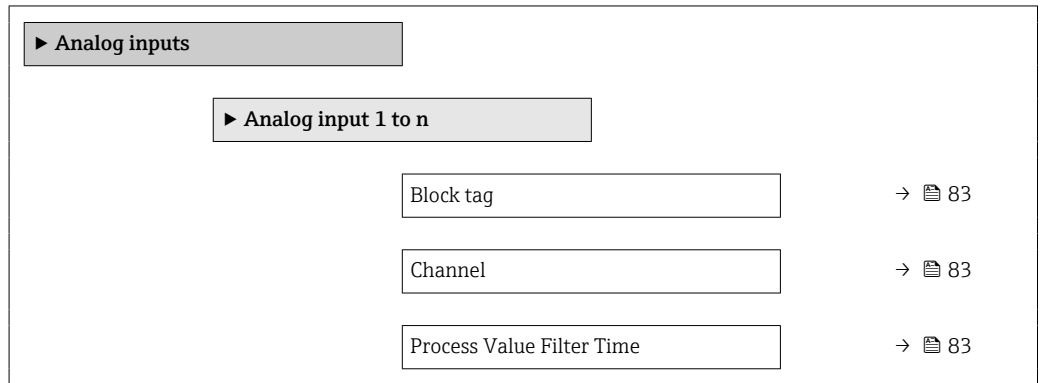 ▶ Analog inputs
▶ Analog input 1 to n
Block tag → 83
Channel → 83
Process Value Filter Time → 83